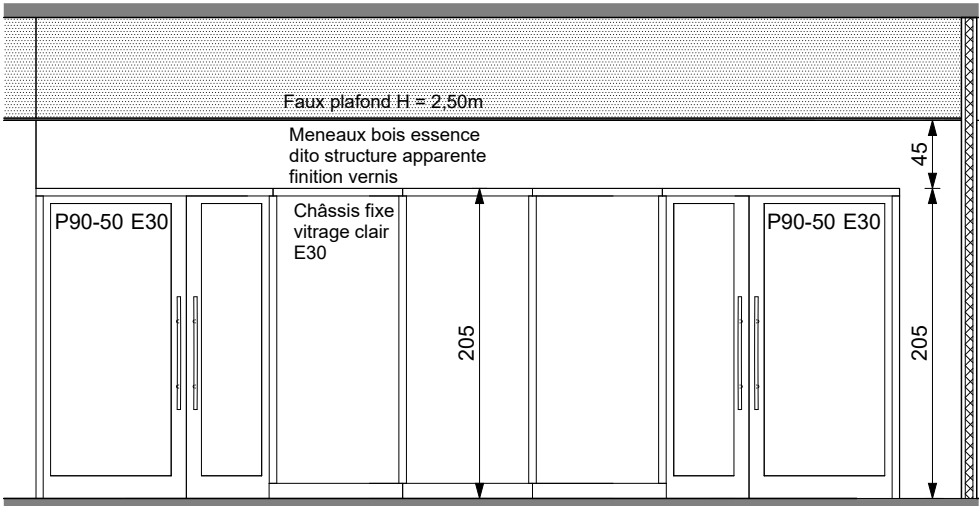 Faux plafond H = 2,50m
Meneaux bois essence
dito structure apparente
finition vernis
45
P90-50 E30
Châssis fixe
vitrage clair
E30
P90-50 E30
205
205